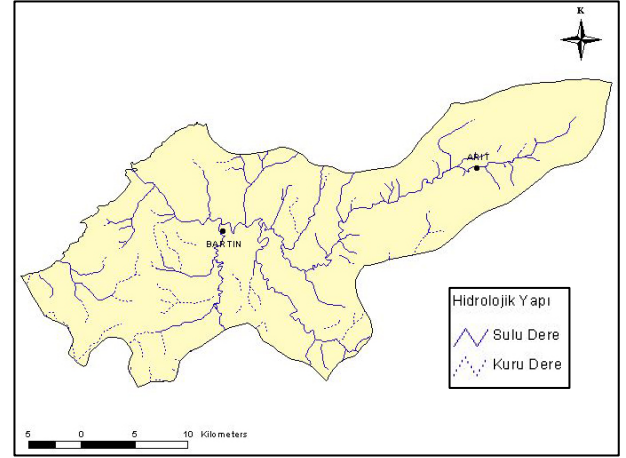 K
ARIT
BARTIN
Hidrolojik Yapı
Sulu Dere
Kuru Dere
5 0 5 10 Kilometers